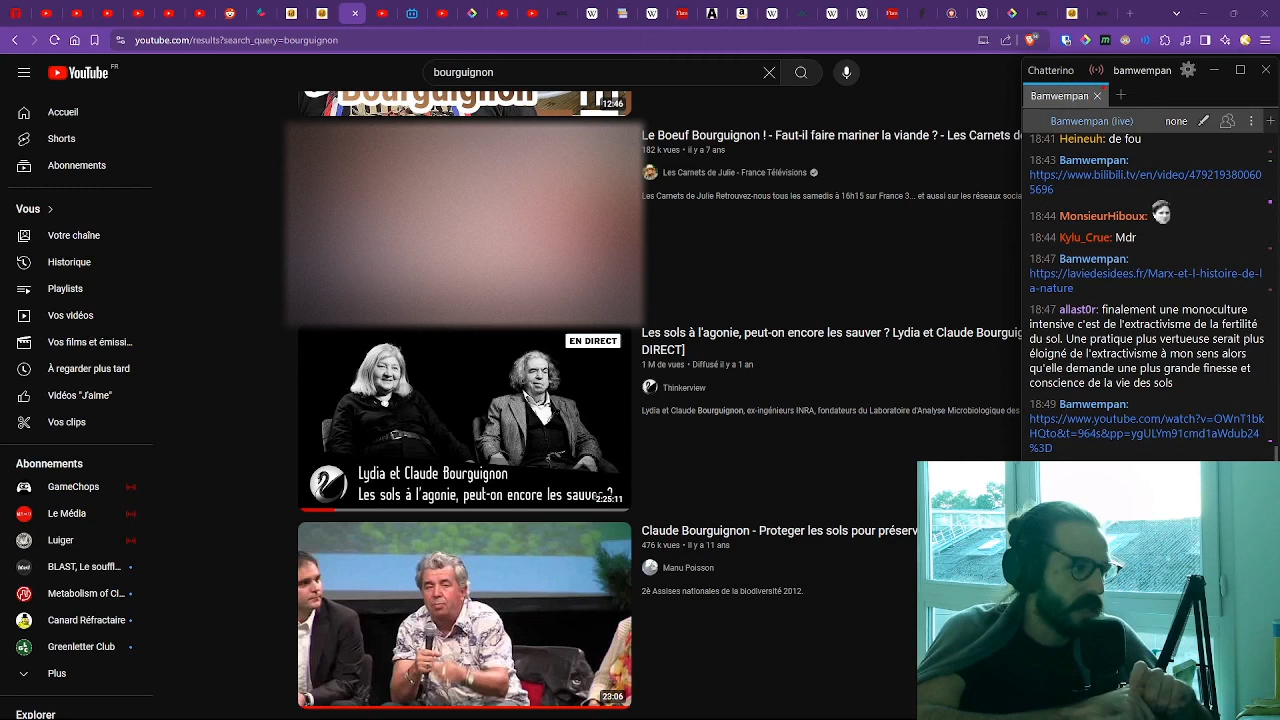 youtube.com/results?search_query=bourguignon
YouTube FR
bourguignon
Accueil
Shorts
Abonnements
Vous
Votre chaîne
Historique
Playlists
Vos vidéos
Vos films et émissi...
À regarder plus tard
Vidéos "J'aime"
Vos clips
Abonnements
GameChops
Le Média
Luiger
BLAST, Le souffl...
Metabolism of Ci...
Canard Réfractaire
Greenletter Club
Plus
Explorer
Bourguignon
12:46
Le Boeuf Bourguignon ! - Faut-il faire mariner la viande ? - Les Carnets d
182 k vues • il y a 7 ans
Les Carnets de Julie - France Télévisions
Les Carnets de Julie Retrouvez-nous tous les samedis à 16h15 sur France 3... et aussi sur les réseaux socia
EN DIRECT
Lydia et Claude Bourguignon
Les sols à l'agonie, peut-on encore les sauver ?
2:25:11
Les sols à l'agonie, peut-on encore les sauver ? Lydia et Claude Bourguig
DIRECT]
1 M de vues • Diffusé il y a 1 an
Thinkerview
Lydia et Claude Bourguignon, ex-ingénieurs INRA, fondateurs du Laboratoire d'Analyse Microbiologique des
23:06
Claude Bourguignon - Proteger les sols pour préserv
476 k vues • Il y a 11 ans
Manu Poisson
2è Assises nationales de la biodiversité 2012.
Chatterino bamwempan
Bamwempan
Bamwempan (live) none
18:41 Heineuh: de fou
18:43 Bamwempan:
https://www.bilibili.tv/en/video/479219380060
5696
18:44 MonsieurHiboux:
18:44 Kylu_Crue: Mdr
18:47 Bamwempan:
https://laviedesidees.fr/Marx-et-l-histoire-de-l
a-nature
18:47 allast0r: finalement une monoculture
intensive c'est de l'exctractivisme de la fertilité
du sol. Une pratique plus vertueuse serait plus
éloigné de ces travers alors
qu'elle demanderait plus de finesse et
conscience de la vie des sols
18:49 Bamwempan:
https://www.youtube.com/watch?v=OWnT1bk
HQto&t=964s&pp=ygULYm91cmd1aWdub24
%3D